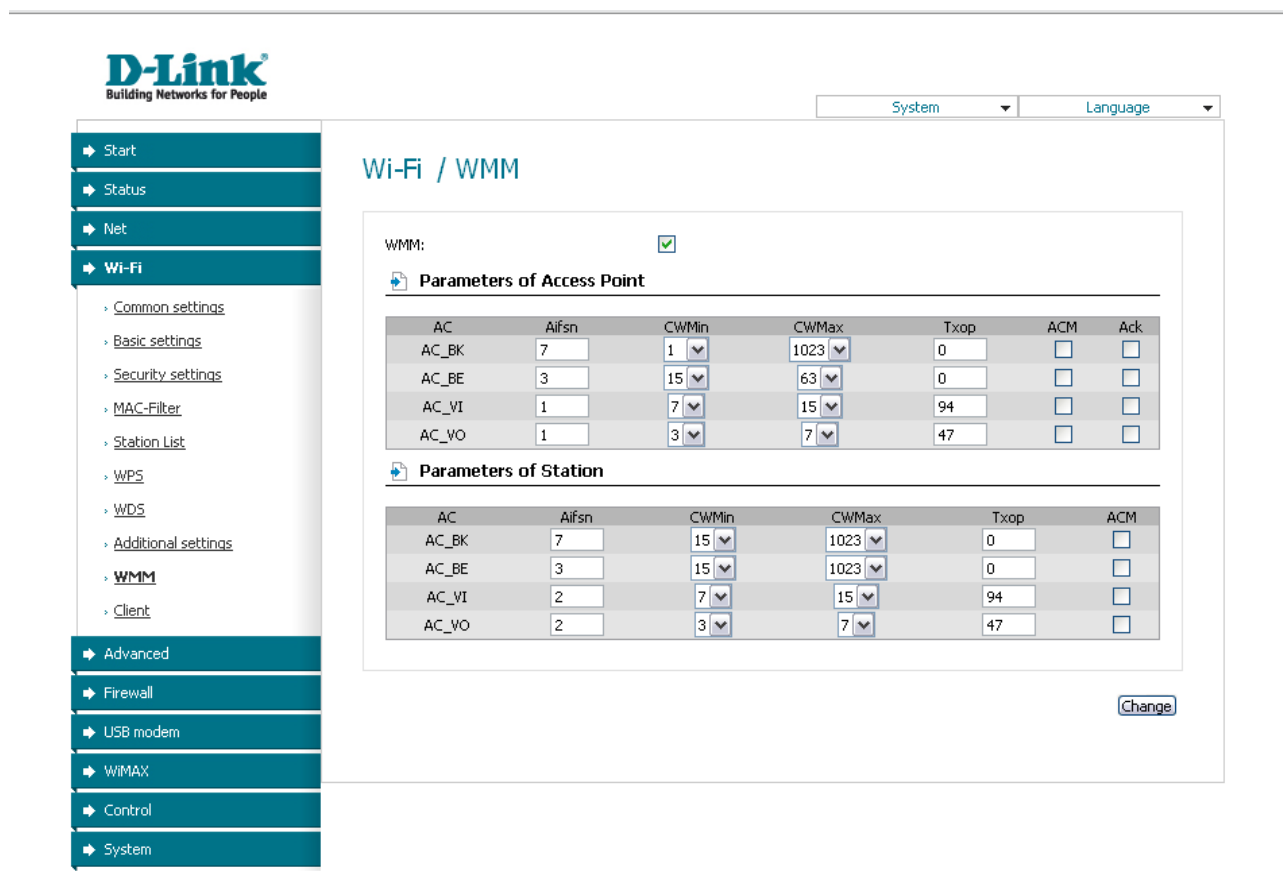 D-Link
Building Networks for People
System Language
Start
Status
Net
Wi-Fi
Common settings
Basic settings
Security settings
MAC-Filter
Station List
WPS
WDS
Additional settings
WMM
Client
Advanced
Firewall
USB modem
WiMAX
Control
System
Wi-Fi / WMM
WMM:
Parameters of Access Point
AC Aifsn CWMin CWMax Txop ACM Ack
AC_BK 7 1 1023 0
AC_BE 3 15 63 0
AC_VI 1 7 15 94
AC_VO 1 3 7 47
Parameters of Station
AC Aifsn CWMin CWMax Txop ACM
AC_BK 7 15 1023 0
AC_BE 3 15 1023 0
AC_VI 2 7 15 94
AC_VO 2 3 7 47
Change